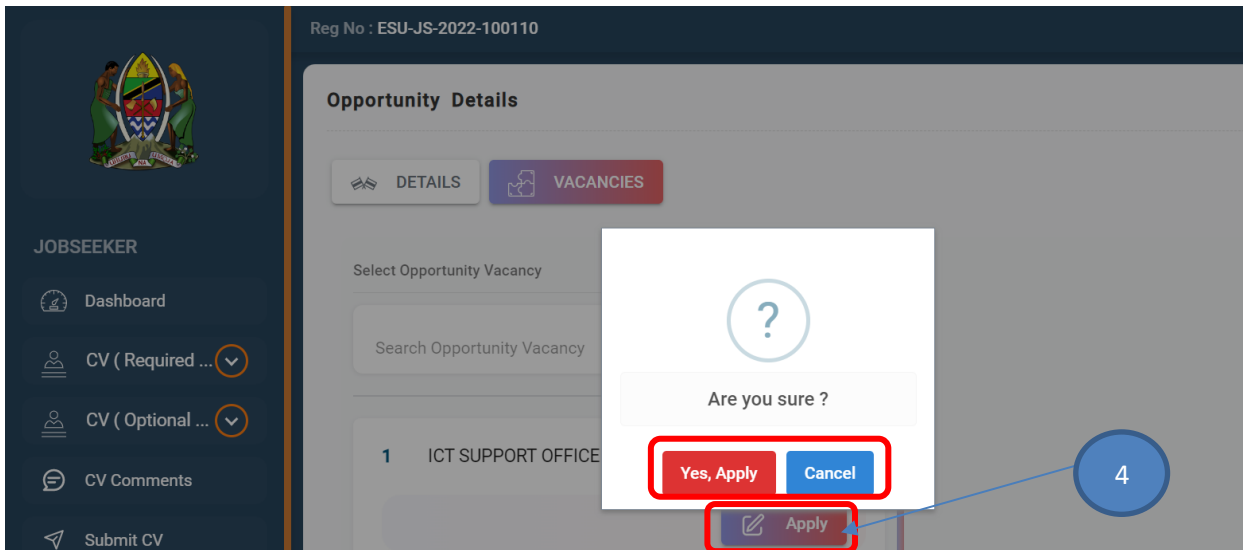 Reg No : ESU-JS-2022-100110
Opportunity Details
DETAILS
VACANCIES
JOBSEEKER
Dashboard
CV ( Required ...
CV ( Optional ...
CV Comments
Submit CV
Select Opportunity Vacancy
Search Opportunity Vacancy
1 ICT SUPPORT OFFICE
?
Are you sure ?
Yes, Apply
Cancel
Apply
4